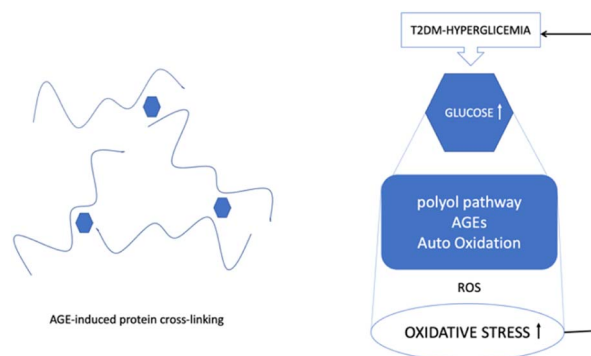 T2DM-HYPERGLICEMIA
GLUCOSE ↑
polyol pathway
AGEs
Auto Oxidation
ROS
OXIDATIVE STRESS ↑
AGE-induced protein cross-linking